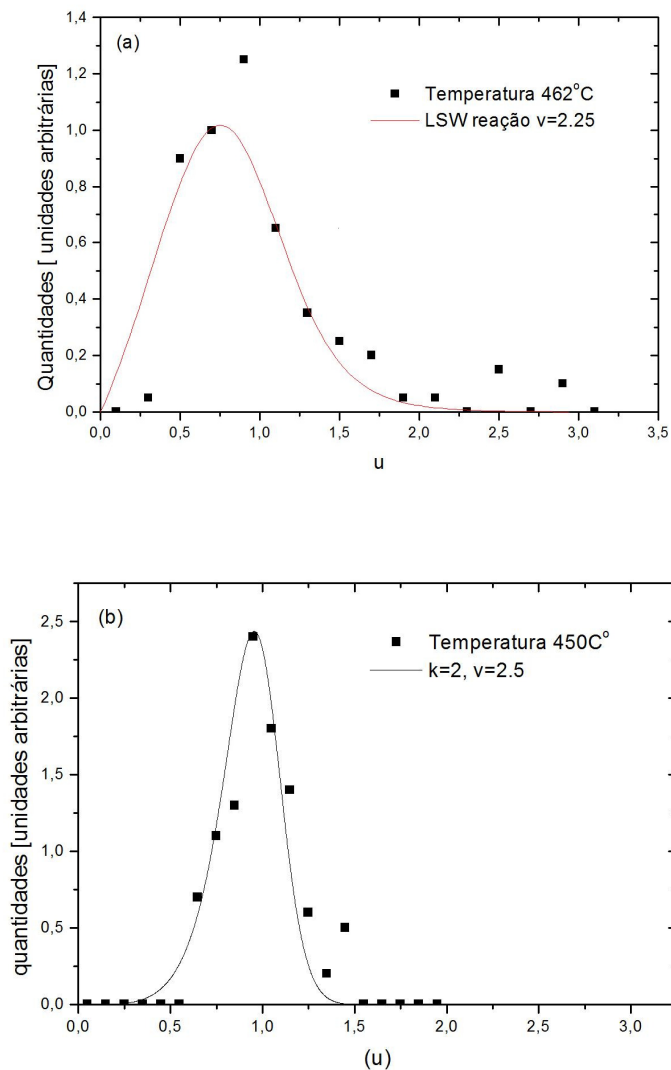 (a)
Temperatura 462°C
LSW reação v=2.25
Quantidades [ unidades arbitrárias]
1,4
1,2
1,0
0,8
0,6
0,4
0,2
0,0
0,0 0,5 1,0 1,5 2,0 2,5 3,0 3,5
u
(b)
Temperatura 450C°
k=2, v=2.5
quantidades [unidades arbitrárias]
2,5
2,0
1,5
1,0
0,5
0,0
0,0 0,5 1,0 1,5 2,0 2,5 3,0
(u)